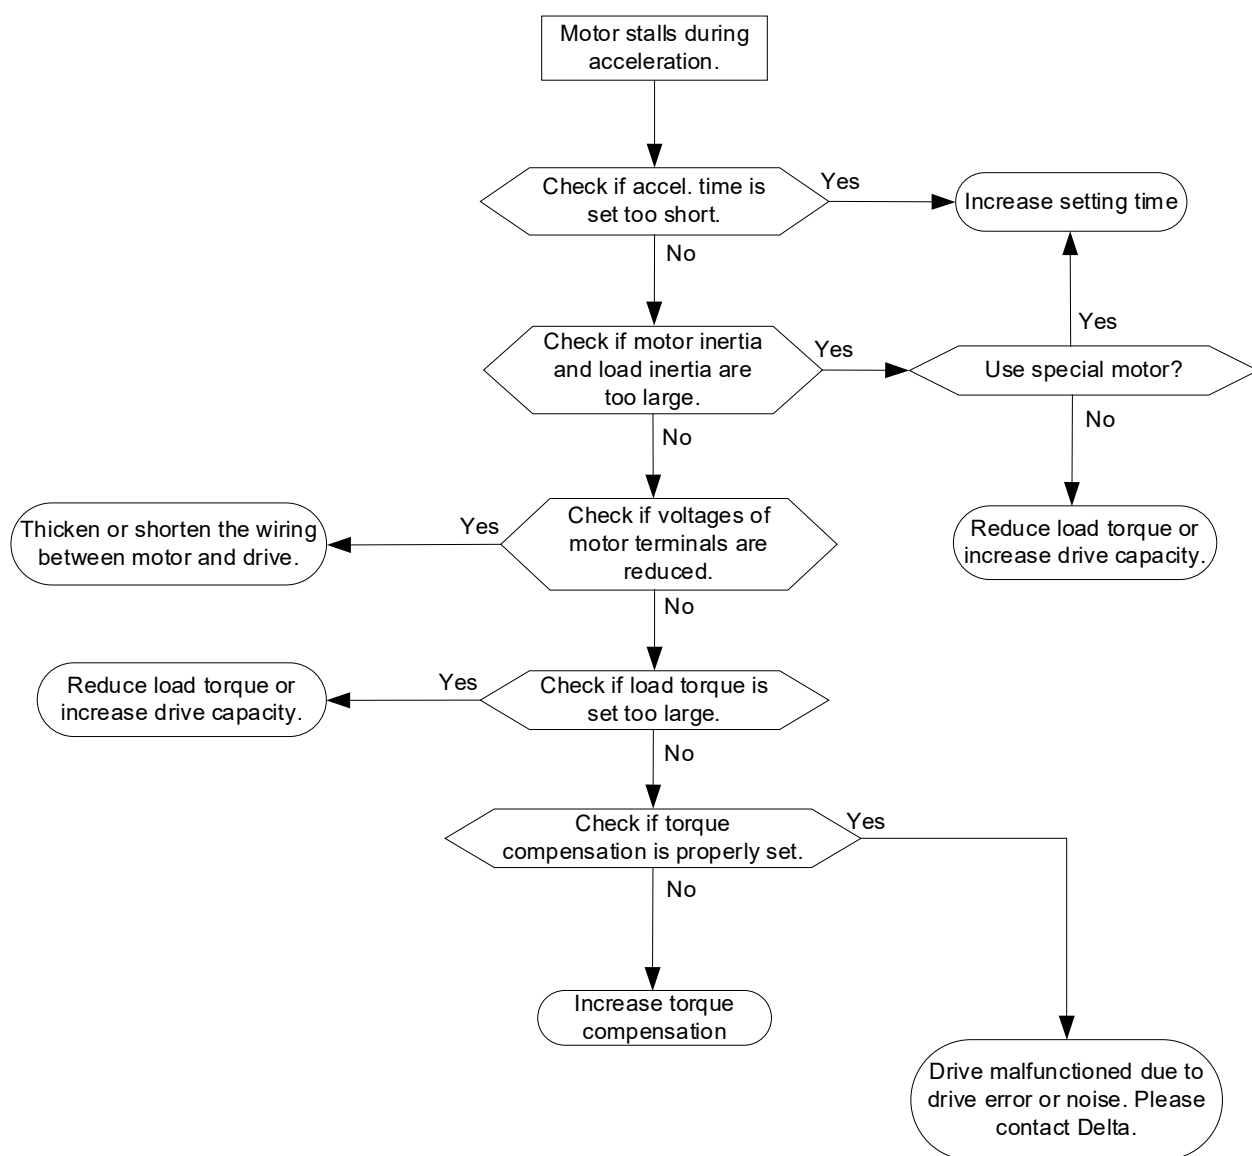 Motor stalls during
acceleration.
Check if accel. time is
set too short.
Yes
Increase setting time
No
Check if motor inertia
and load inertia are
too large.
Yes
Use special motor?
Yes
No
Reduce load torque or
increase drive capacity.
No
Check if voltages of
motor terminals are
reduced.
Yes
Thicken or shorten the wiring
between motor and drive.
No
Check if load torque is
set too large.
Yes
Reduce load torque or
increase drive capacity.
No
Check if torque
compensation is properly set.
Yes
No
Increase torque
compensation
Drive malfunctioned due to
drive error or noise. Please
contact Delta.